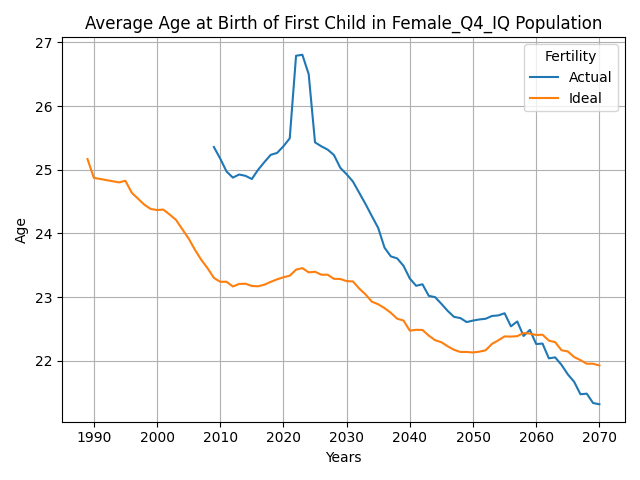 Average Age at Birth of First Child in Female_Q4_IQ Population
27
26
25
24
23
22
Age
Fertility
Actual
Ideal
1990 2000 2010 2020 2030 2040 2050 2060 2070
Years